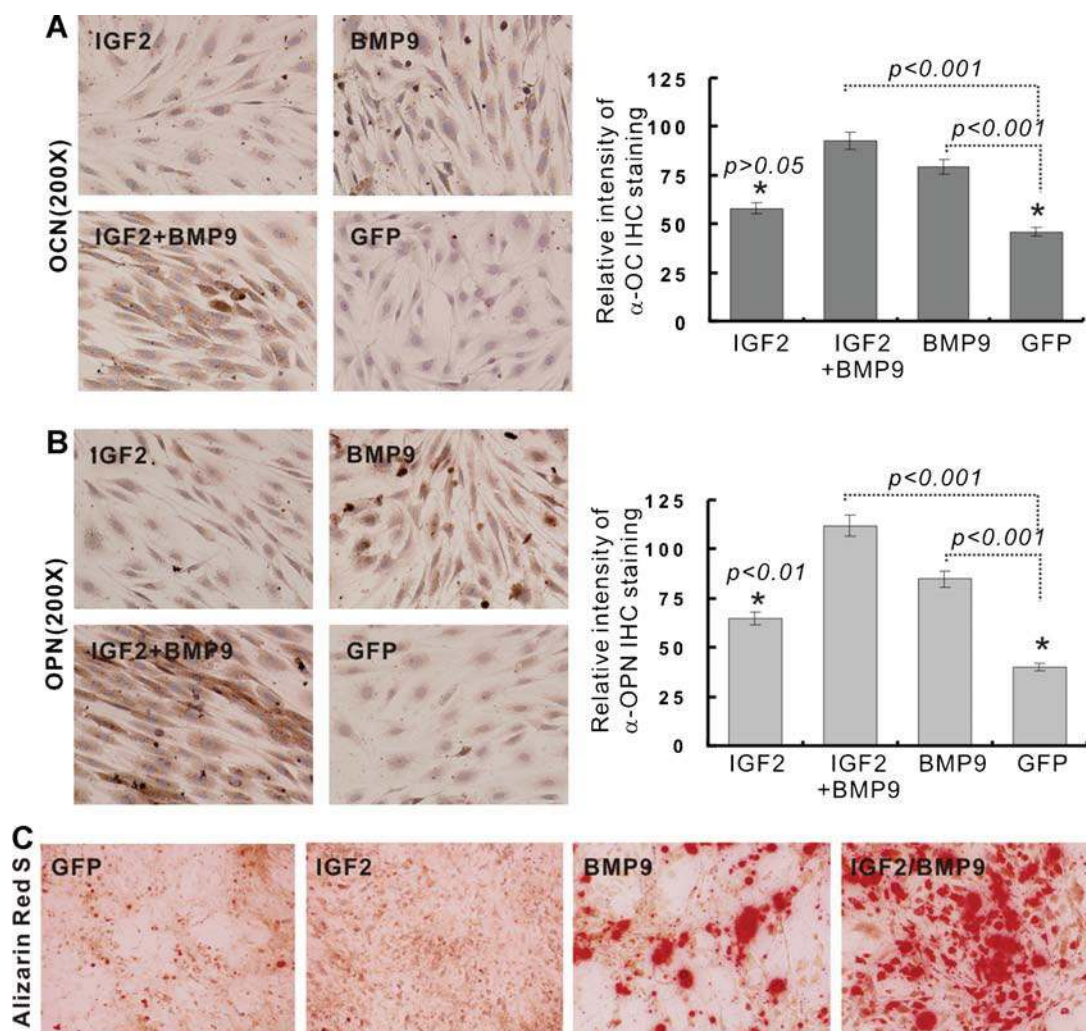 A
IGF2
BMP9
IGF2+BMP9
GFP
OCN(200X)
Relative intensity of
α-OC IHC staining
125
100
75
50
25
0
p<0.001
p<0.001
p>0.05
*
*
IGF2
IGF2
+BMP9
BMP9
GFP
B
IGF2
BMP9
IGF2+BMP9
GFP
OPN(200X)
Relative intensity of
α-OPN IHC staining
125
100
75
50
25
0
p<0.001
p<0.001
p<0.01
*
*
IGF2
IGF2
+BMP9
BMP9
GFP
C
Alizarin Red S
GFP
IGF2
BMP9
IGF2/BMP9